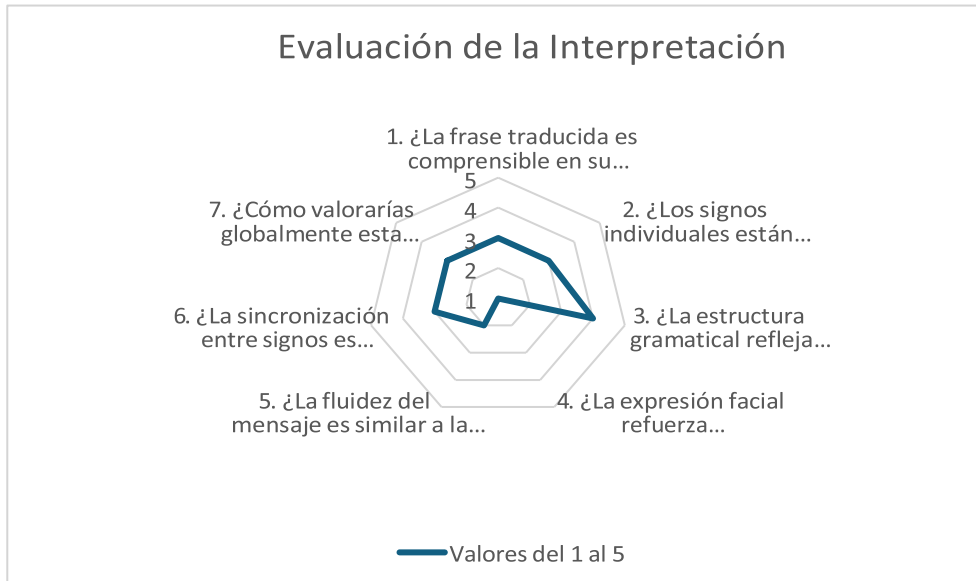 Evaluación de la Interpretación
1. ¿La frase traducida es
comprensible en su...
2. ¿Los signos
individuales están...
3. ¿La estructura
gramatical refleja...
4. ¿La expresión facial
refuerza...
5. ¿La fluidez del
mensaje es similar a la...
6. ¿La sincronización
entre signos es...
7. ¿Cómo valorarías
globalmente esta...
5
4
3
2
1
Valores del 1 al 5